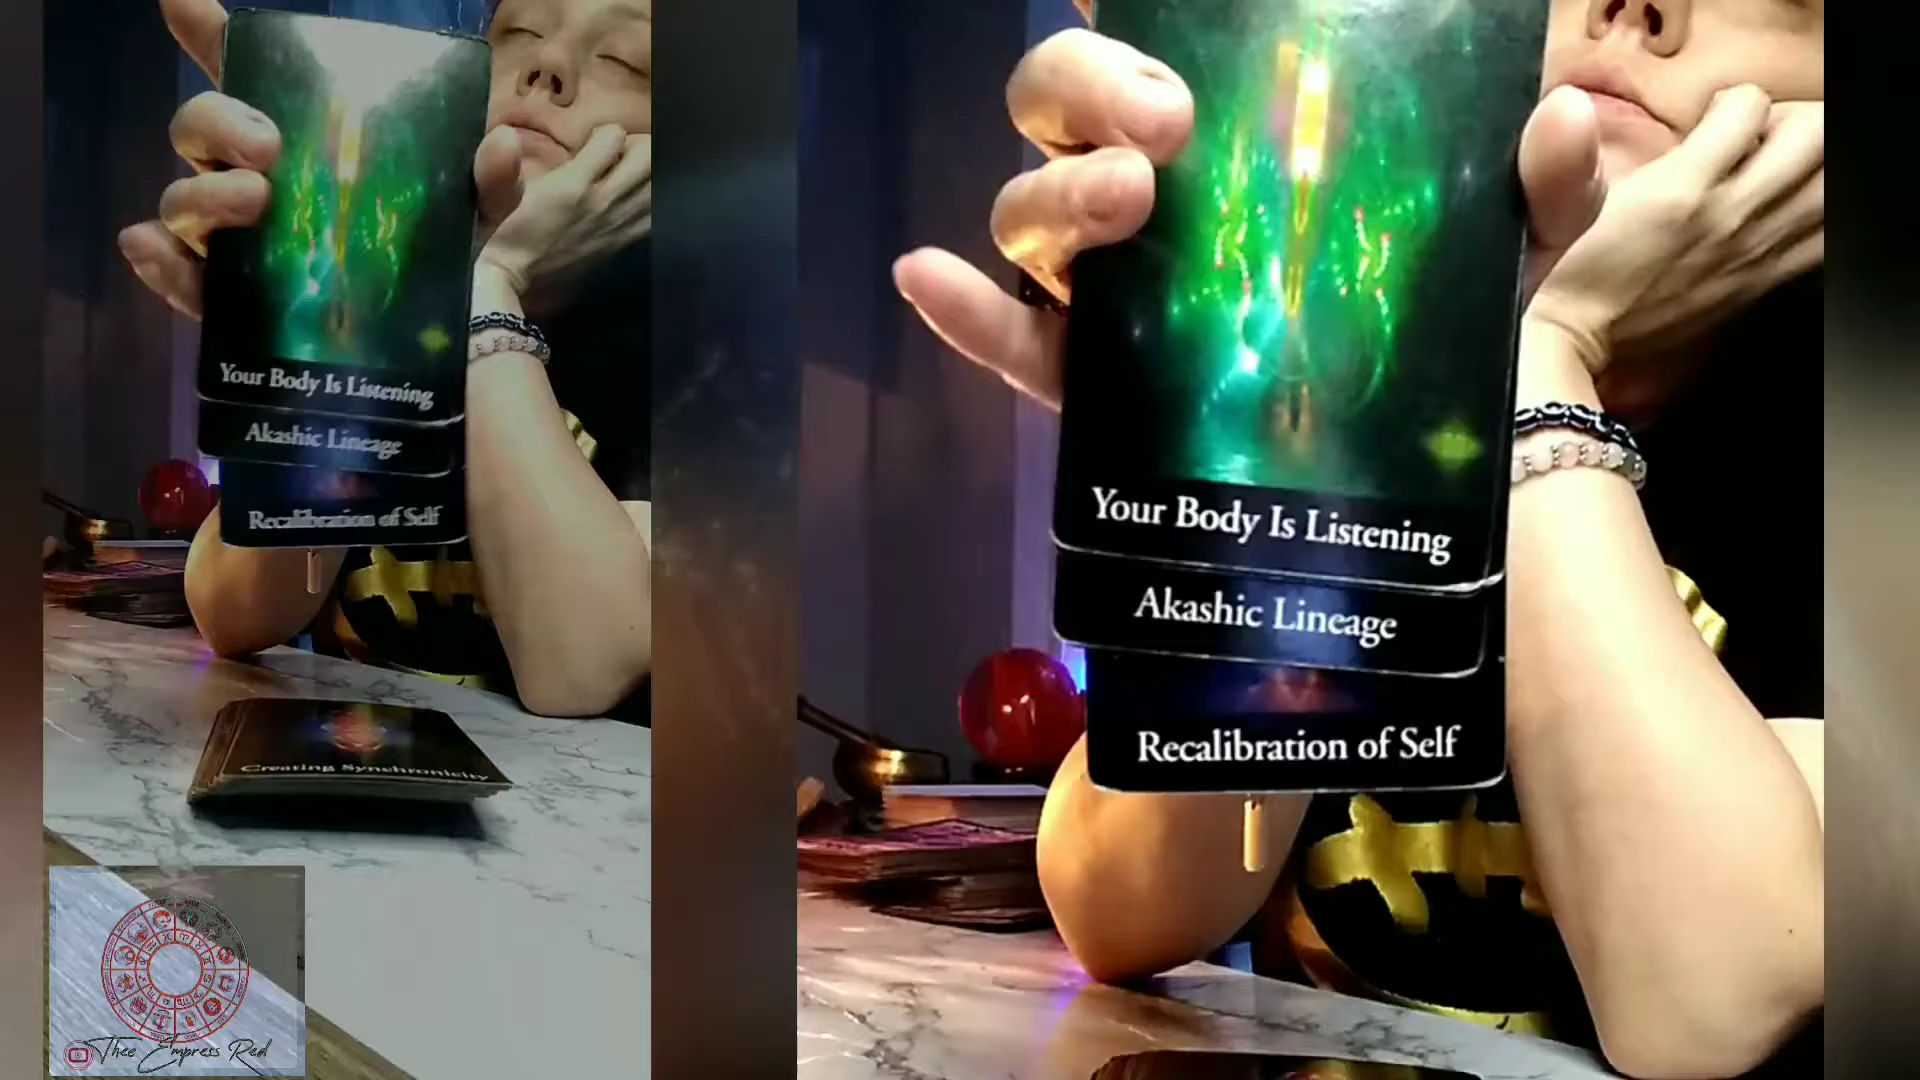 Your Body Is Listening
Akashic Lineage
Recalibration of Self
Creating Synchronicity
Thee Empress Red
Your Body Is Listening
Akashic Lineage
Recalibration of Self